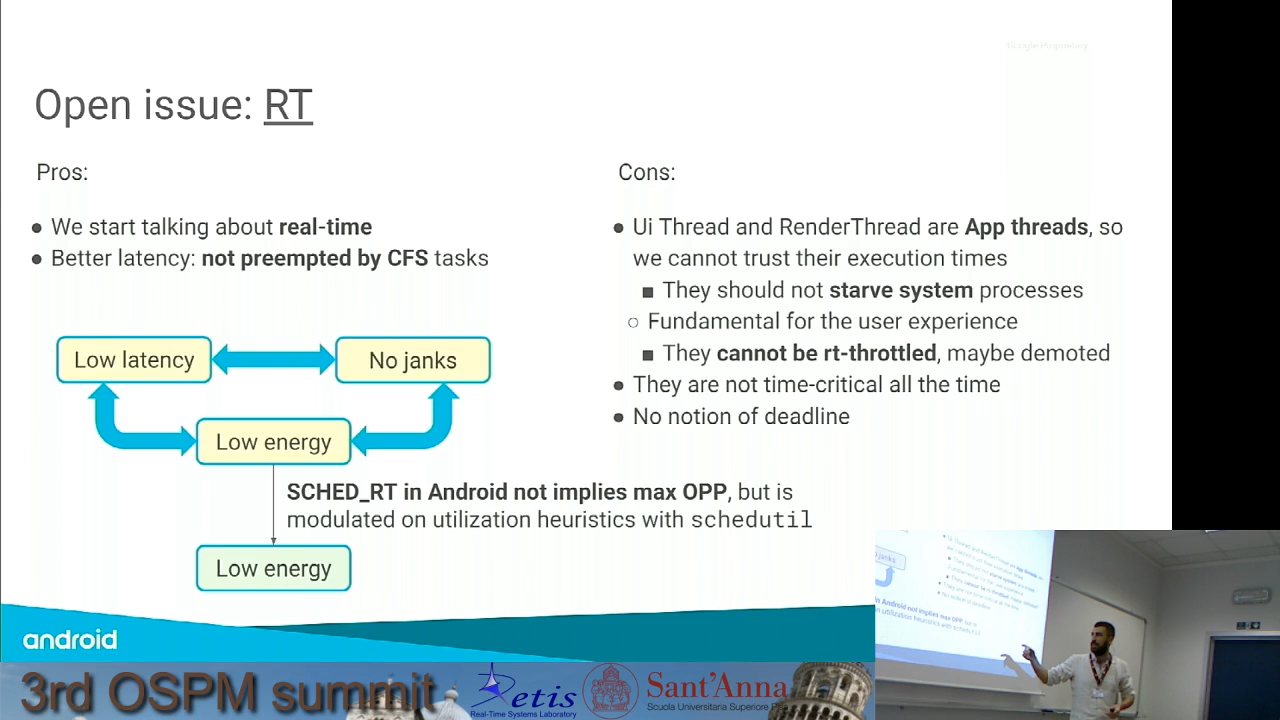 Google Proprietary
Open issue: RT
Pros:
● We start talking about real-time
● Better latency: not preempted by CFS tasks
Low latency
No janks
Low energy
SCHED_RT in Android not implies max OPP, but is
modulated on utilization heuristics with schedutil
Low energy
Cons:
● Ui Thread and RenderThread are App threads, so
we cannot trust their execution times
■ They should not starve system processes
○ Fundamental for the user experience
■ They cannot be rt-throttled, maybe demoted
● They are not time-critical all the time
● No notion of deadline
android
3rd OSPM summit
Retis
Real-Time Systems Laboratory
Sant'Anna
Scuola Universitaria Superiore